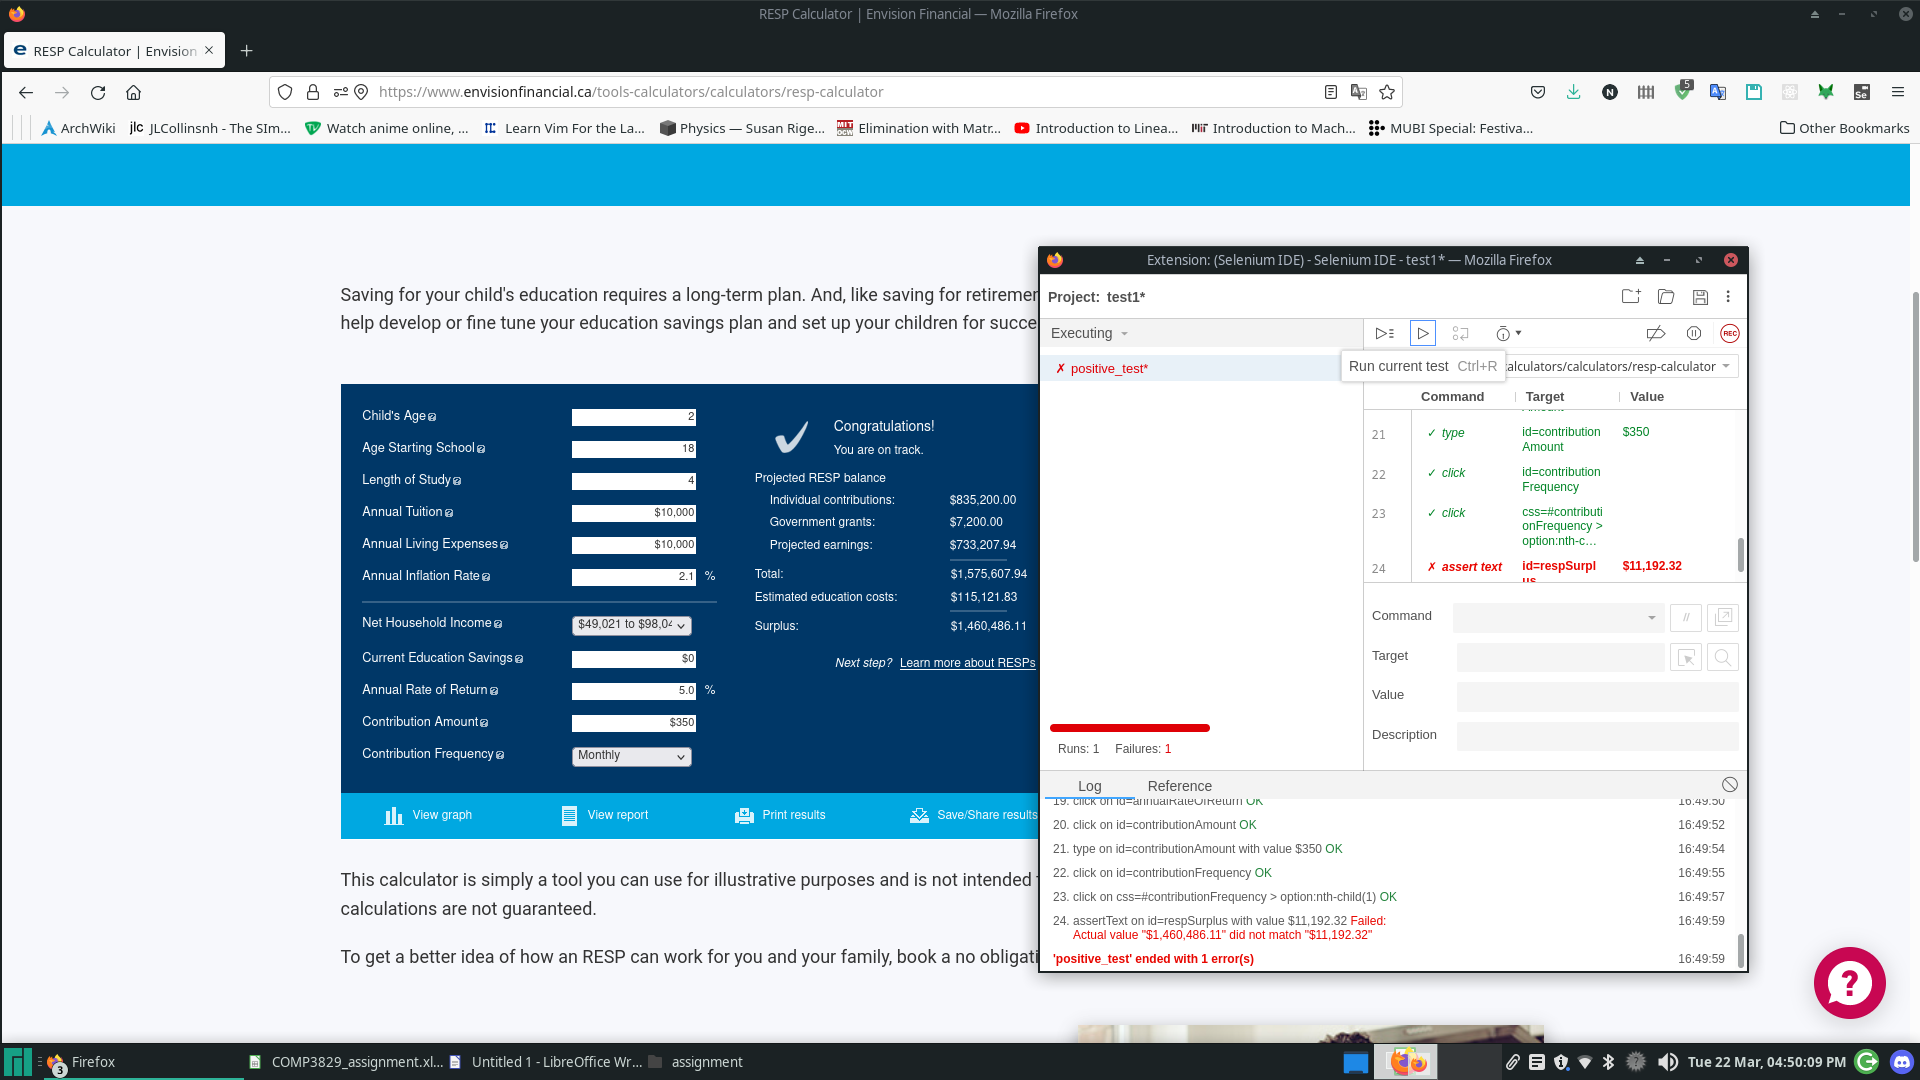 RESP Calculator | Envision Financial — Mozilla Firefox
RESP Calculator | Envision
https://www.envisionfinancial.ca/tools-calculators/calculators/resp-calculator
5
ArchWiki
JLCollinsnh - The SIm...
Watch anime online, ...
Learn Vim For the La...
Physics — Susan Rige...
Elimination with Matr...
Introduction to Linea...
Introduction to Mach...
MUBI Special: Festiva...
Other Bookmarks
Saving for your child's education requires a long-term plan. And, like saving for retiremen
help develop or fine tune your education savings plan and set up your children for succe
Child's Age
2
Age Starting School
18
Length of Study
4
Annual Tuition
$10,000
Annual Living Expenses
$10,000
Annual Inflation Rate
2.1 %
Net Household Income
$49,021 to $98,04
Current Education Savings
$0
Annual Rate of Return
5.0 %
Contribution Amount
$350
Contribution Frequency
Monthly
Congratulations!
You are on track.
Projected RESP balance
Individual contributions: $835,200.00
Government grants: $7,200.00
Projected earnings: $733,207.94
Total: $1,575,607.94
Estimated education costs: $115,121.83
Surplus: $1,460,486.11
Next step? Learn more about RESPs
View graph
View report
Print results
Save/Share results
This calculator is simply a tool you can use for illustrative purposes and is not intended
calculations are not guaranteed.
To get a better idea of how an RESP can work for you and your family, book a no obligati
Extension: (Selenium IDE) - Selenium IDE - test1* — Mozilla Firefox
Project: test1*
Executing
REC
✗ positive_test*
Run current test Ctrl+R
alculators/calculators/resp-calculator
Command Target Value
Amount
21 ✓ type id=contribution
Amount $350
22 ✓ click id=contribution
Frequency
23 ✓ click css=#contributi
onFrequency >
option:nth-c...
24 ✗ assert text id=respSurpl
us $11,192.32
Command
//
Target
Value
Description
Runs: 1 Failures: 1
Log Reference
19. click on id=annualRateOfReturn OK 16:49:50
20. click on id=contributionAmount OK 16:49:52
21. type on id=contributionAmount with value $350 OK 16:49:54
22. click on id=contributionFrequency OK 16:49:55
23. click on css=#contributionFrequency > option:nth-child(1) OK 16:49:57
24. assertText on id=respSurplus with value $11,192.32 Failed: 16:49:59
Actual value "$1,460,486.11" did not match "$11,192.32"
'positive_test' ended with 1 error(s) 16:49:59
Firefox
3
COMP3829_assignment.xl...
Untitled 1 - LibreOffice Wr...
assignment
Tue 22 Mar, 04:50:09 PM